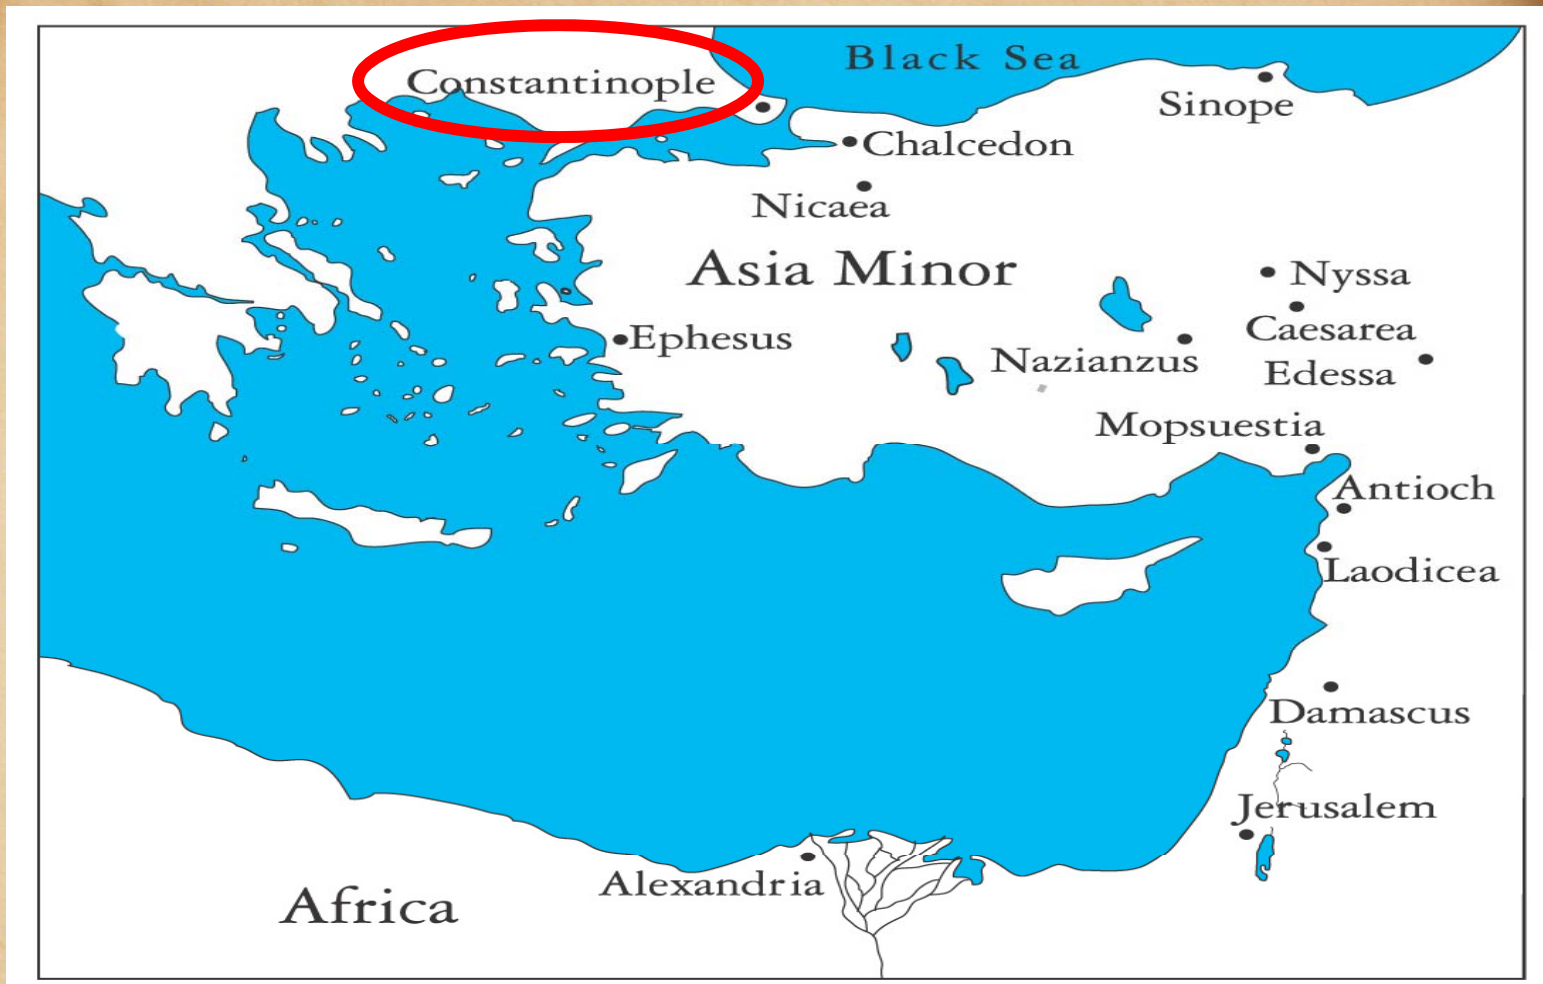 Black Sea
Constantinople
Sinope
Chalcedon
Nicaea
Asia Minor
Nyssa
Caesarea
Ephesus
Nazianzus
Edessa
Mopsuestia
Antioch
Laodicea
Damascus
Jerusalem
Alexandria
Africa